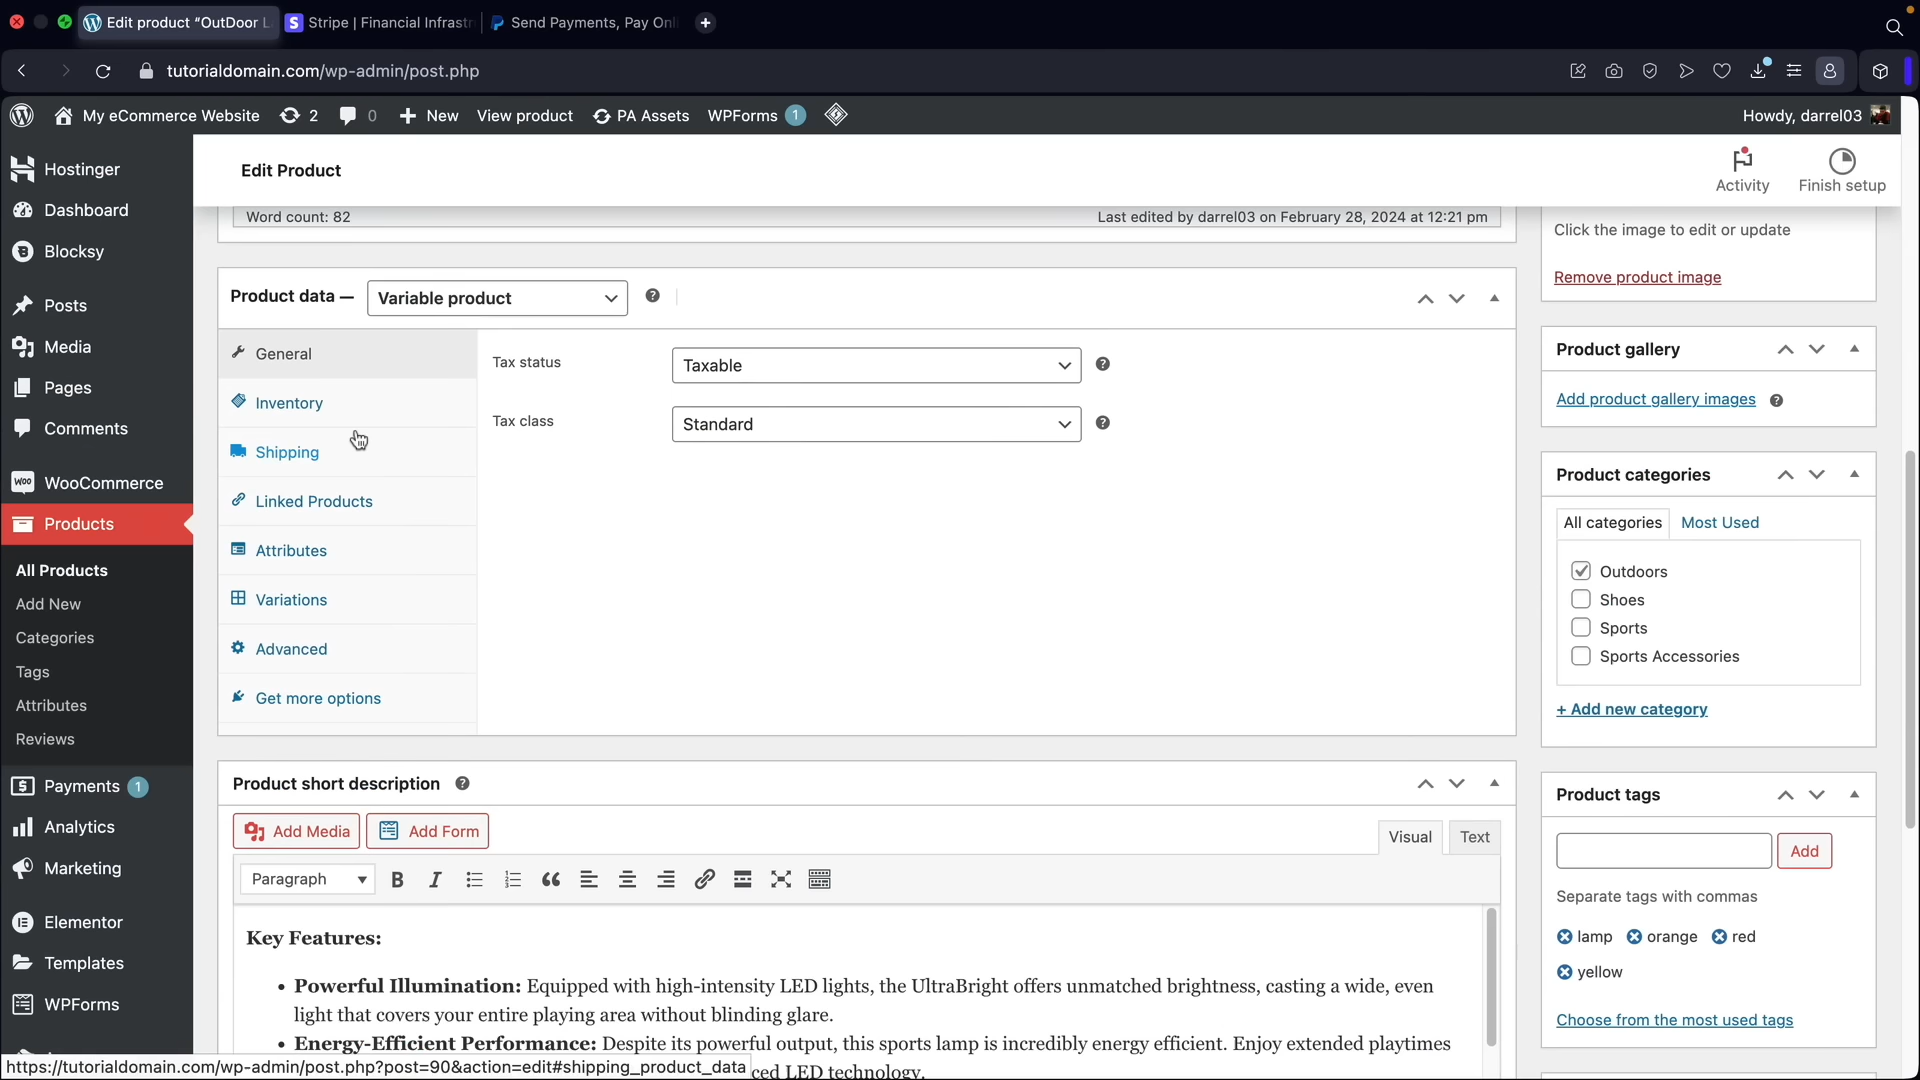 Edit product “OutDoor L
Stripe | Financial Infrastr
Send Payments, Pay Onl
tutorialdomain.com/wp-admin/post.php
My eCommerce Website 2 0 New View product PA Assets WPForms 1
Howdy, darrel03
Hostinger
Dashboard
Blocksy
Posts
Media
Pages
Comments
WooCommerce
Products
All Products
Add New
Categories
Tags
Attributes
Reviews
Payments 1
Analytics
Marketing
Elementor
Templates
WPForms
Edit Product
Activity
Finish setup
Word count: 82
Last edited by darrel03 on February 28, 2024 at 12:21 pm
Product data — Variable product
General
Inventory
Shipping
Linked Products
Attributes
Variations
Advanced
Get more options
Tax status Taxable
Tax class Standard
Product short description
Add Media Add Form
Visual Text
Paragraph
Key Features:
• Powerful Illumination: Equipped with high-intensity LED lights, the UltraBright offers unmatched brightness, casting a wide, even
light that covers your entire playing area without blinding glare.
• Energy-Efficient Performance: Despite its powerful output, this sports lamp is incredibly energy efficient. Enjoy extended playtimes
ced LED technology.
Click the image to edit or update
Remove product image
Product gallery
Add product gallery images
Product categories
All categories Most Used
Outdoors
Shoes
Sports
Sports Accessories
+ Add new category
Product tags
Add
Separate tags with commas
lamp orange red
yellow
Choose from the most used tags
https://tutorialdomain.com/wp-admin/post.php?post=90&action=edit#shipping_product_data